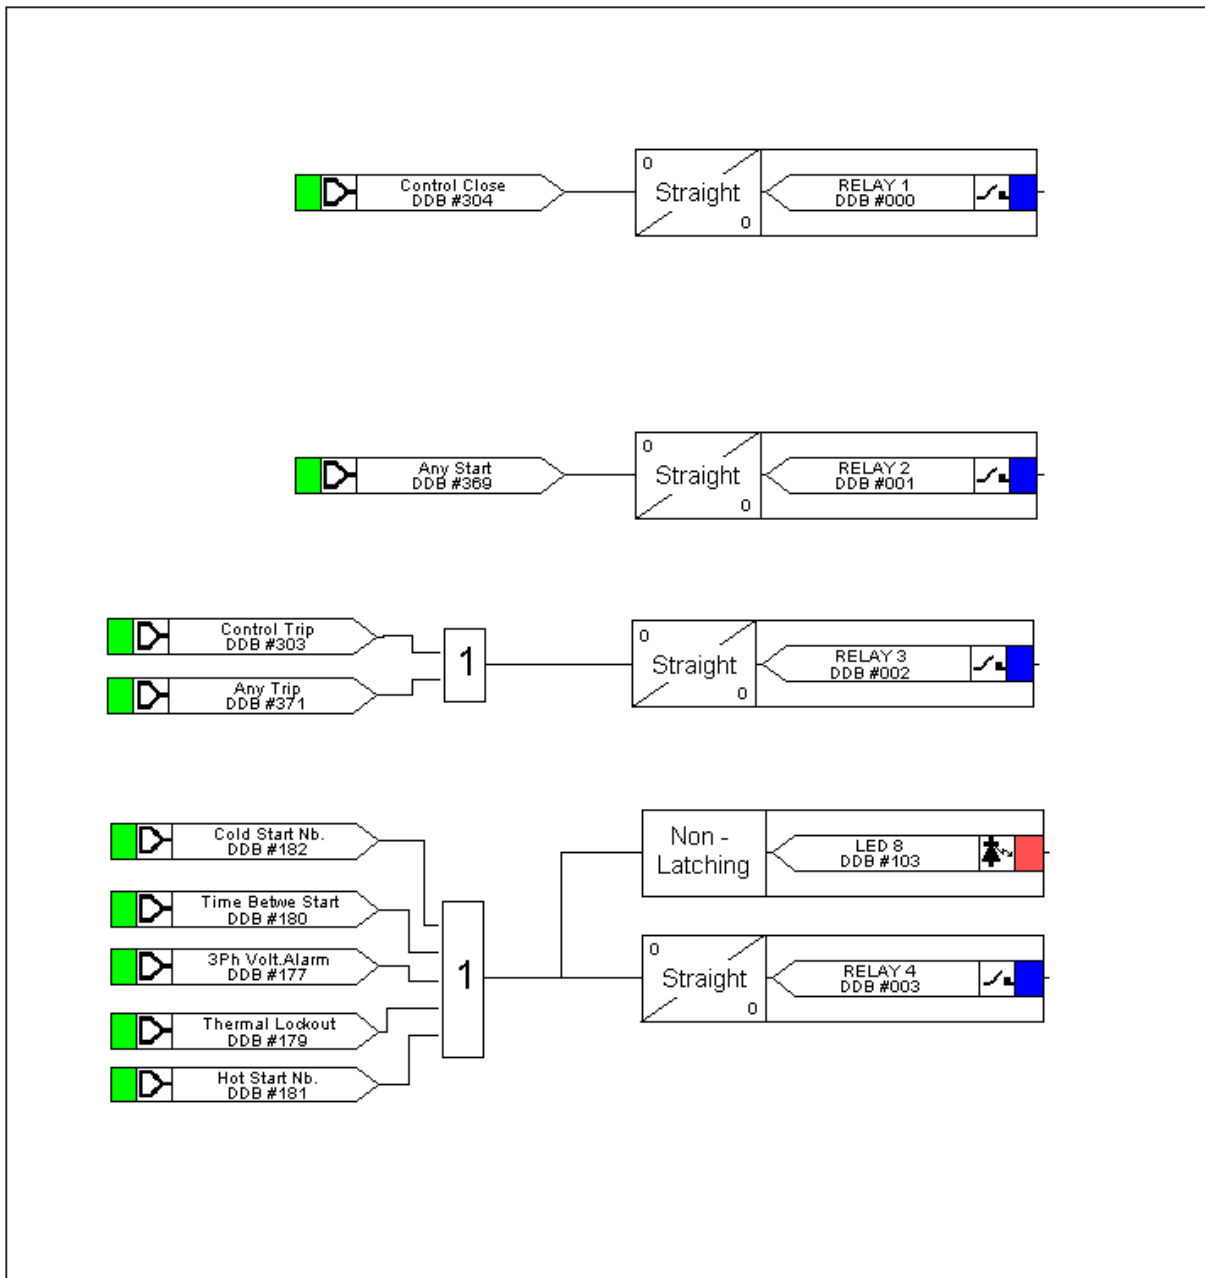 Control Close
DDB #304
0
Straight
0
RELAY 1
DDB #000
Any Start
DDB #369
0
Straight
0
RELAY 2
DDB #001
Control Trip
DDB #303
Any Trip
DDB #371
1
0
Straight
0
RELAY 3
DDB #002
Cold Start Nb.
DDB #182
Time Betwe Start
DDB #180
3Ph Volt.Alarm
DDB #177
Thermal Lockout
DDB #179
Hot Start Nb.
DDB #181
1
Non -
Latching
LED 8
DDB #103
0
Straight
0
RELAY 4
DDB #003